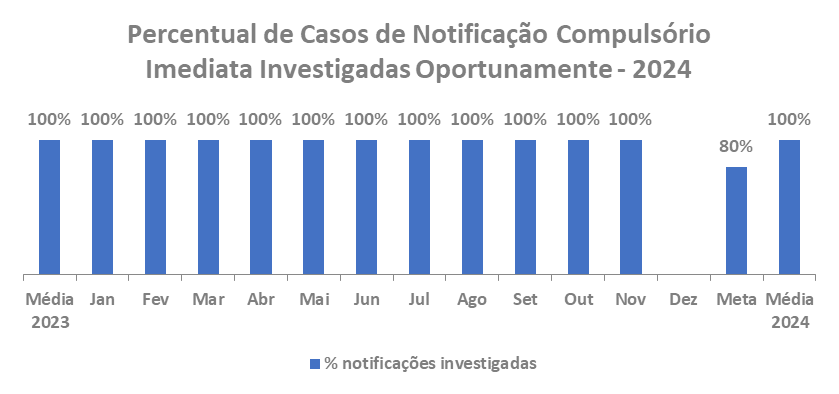 Percentual de Casos de Notificação Compulsório
Imediata Investigadas Oportunamente - 2024
100% 100% 100% 100% 100% 100% 100% 100% 100% 100% 100% 100% 80% 100%
Média 2023 Jan Fev Mar Abr Mai Jun Jul Ago Set Out Nov Dez Meta Média 2024
% notificações investigadas